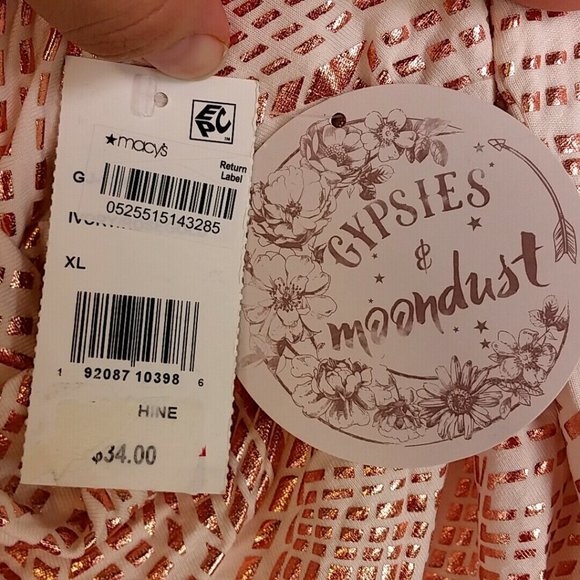 EPC
★macy's
Return
Label
0525515143285
XL
1 92087 10398 6
HINE
$34.00
GYPSIES
&
moondust